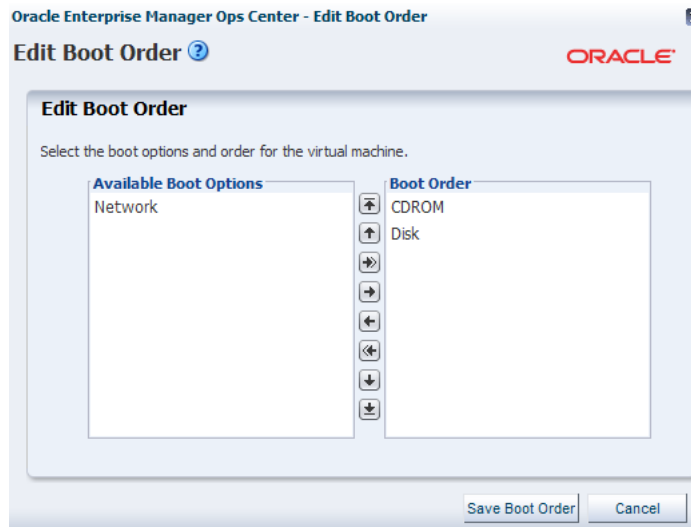 Oracle Enterprise Manager Ops Center - Edit Boot Order
Edit Boot Order
ORACLE
Edit Boot Order
Select the boot options and order for the virtual machine.
Available Boot Options
Boot Order
Network
CDROM
Disk
Save Boot Order
Cancel